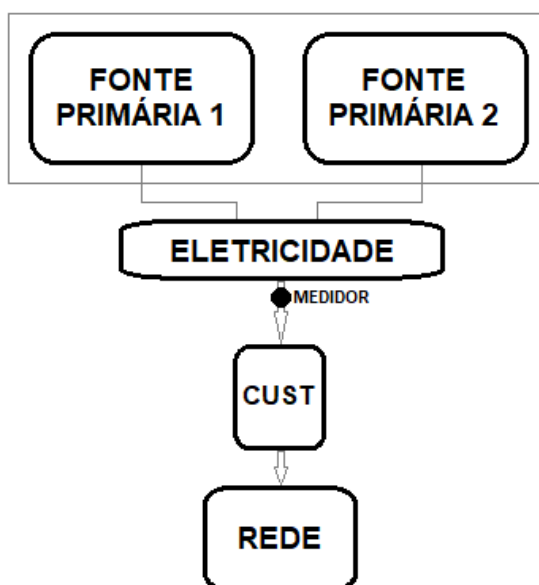 FONTE
PRIMÁRIA 1
FONTE
PRIMÁRIA 2
ELETRICIDADE
MEDIDOR
CUST
REDE